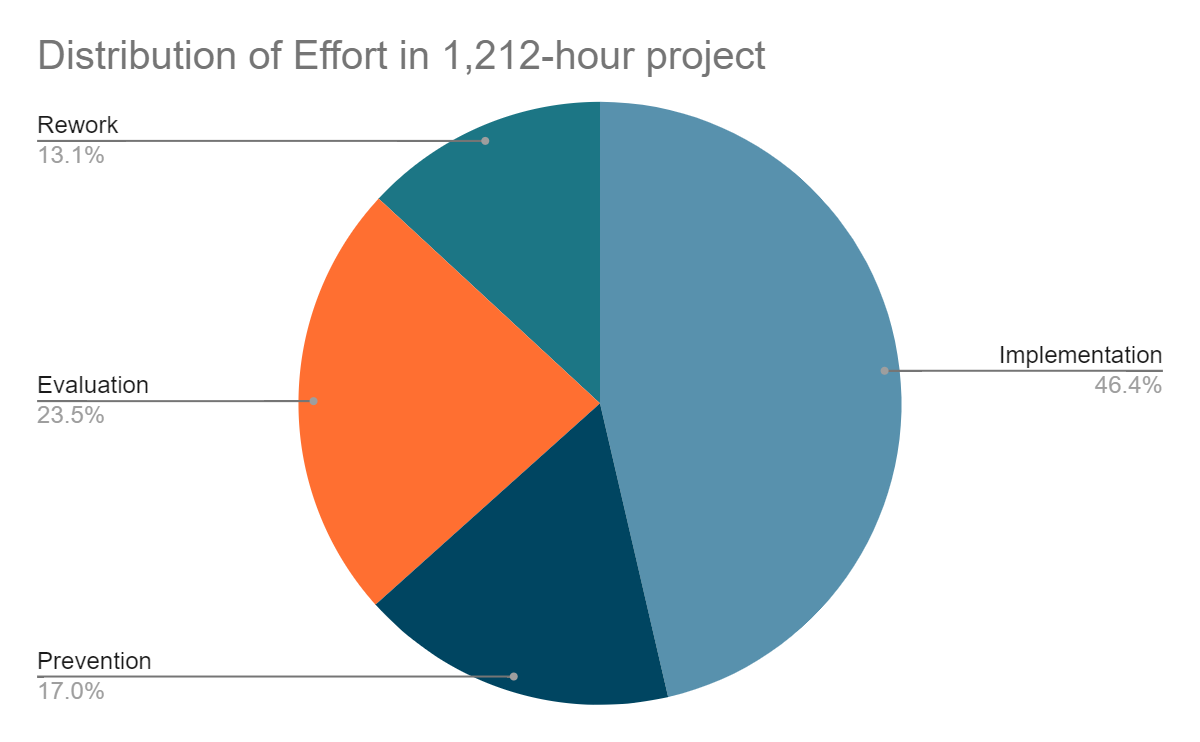 Distribution of Effort in 1,212-hour project
Rework
13.1%
Implementation
46.4%
Evaluation
23.5%
Prevention
17.0%